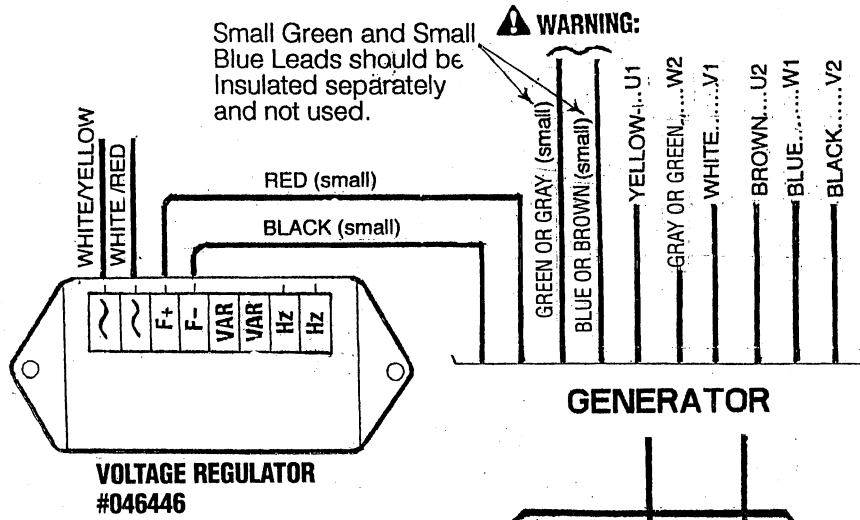 Small Green and Small
Blue Leads should be
Insulated separately
and not used.
⚠ WARNING:
WHITE/YELLOW
WHITE/RED
RED (small)
BLACK (small)
GREEN OR GRAY (small)
BLUE OR BROWN (small)
YELLOW...U1
GRAY OR GREEN.....W2
WHITE......V1
BROWN...U2
BLUE.......W1
BLACK.....V2
~
~
F+
F-
VAR
VAR
Hz
Hz
GENERATOR
VOLTAGE REGULATOR
#046446